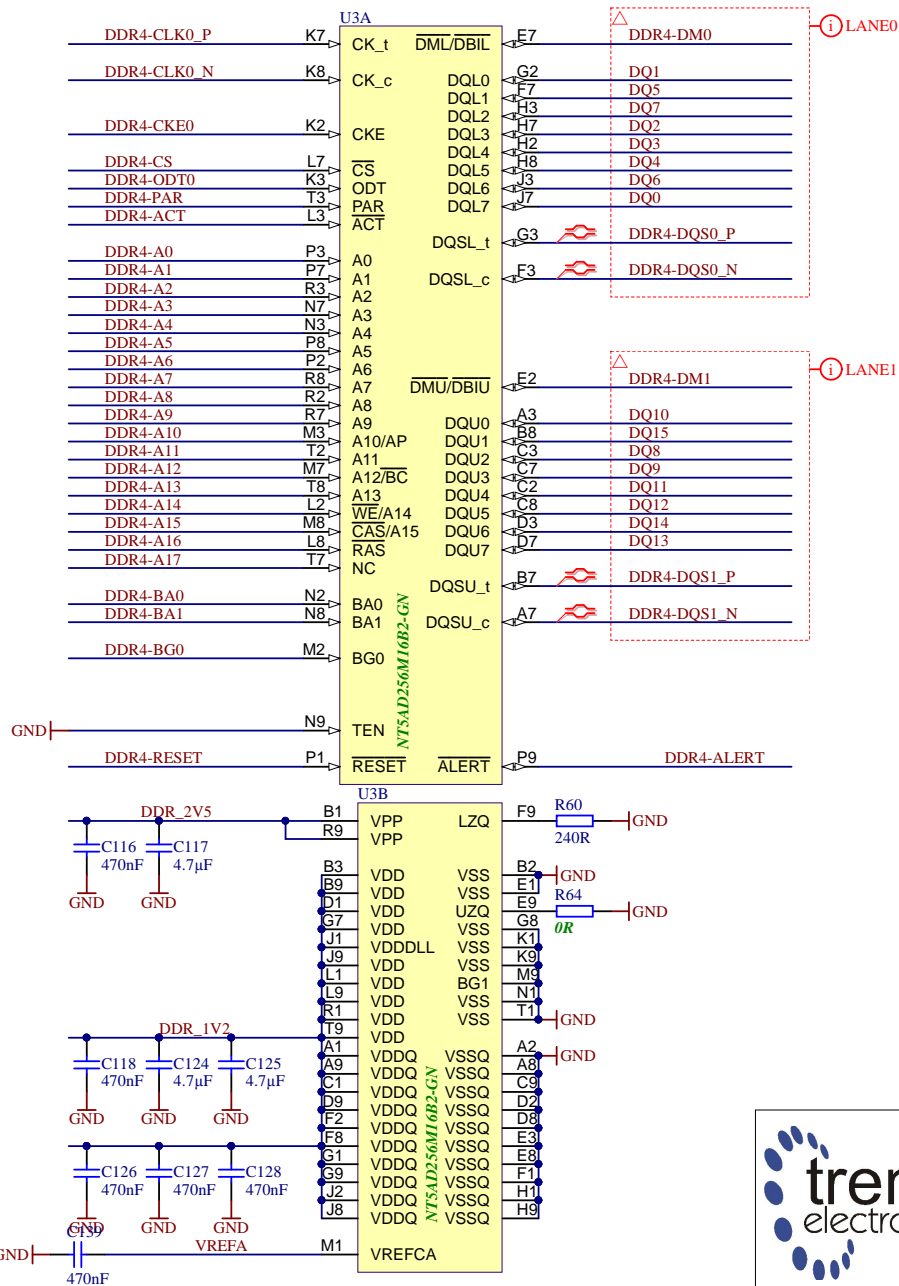 U3A
DDR4-CLK0_P K7 CK_t DML/DBIL E7 DDR4-DM0 LANE0
DDR4-CLK0_N K8 CK_c DQL0 G2 DQ1
DQL1 F7 DQ5
DQL2 H3 DQ7
DDR4-CKE0 K2 CKE DQL3 H7 DQ2
DQL4 H2 DQ3
DDR4-CS L7 CS DQL5 H8 DQ4
DDR4-ODT0 K3 ODT DQL6 J3 DQ6
DDR4-PAR T3 PAR DQL7 J7 DQ0
DDR4-ACT L3 ACT
DQSL_t G3 DDR4-DQS0_P
DDR4-A0 P3 A0
DDR4-A1 P7 A1 DQSL_c F3 DDR4-DQS0_N
DDR4-A2 R3 A2
DDR4-A3 N7 A3
DDR4-A4 N3 A4
DDR4-A5 P8 A5
DDR4-A6 P2 A6
DDR4-A7 R8 A7 DMU/DBIU E2 DDR4-DM1 LANE1
DDR4-A8 R2 A8
DDR4-A9 R7 A9 DQU0 A3 DQ10
DDR4-A10 M3 A10/AP DQU1 B8 DQ15
DDR4-A11 T2 A11 DQU2 C3 DQ8
DDR4-A12 M7 A12/BC DQU3 C7 DQ9
DDR4-A13 T8 A13 DQU4 C2 DQ11
DDR4-A14 L2 WE/A14 DQU5 C8 DQ12
DDR4-A15 M8 CAS/A15 DQU6 D3 DQ14
DDR4-A16 L8 RAS DQU7 D7 DQ13
DDR4-A17 T7 NC
DQSU_t B7 DDR4-DQS1_P
DDR4-BA0 N2 BA0
DDR4-BA1 N8 BA1 DQSU_c A7 DDR4-DQS1_N
DDR4-BG0 M2 BG0
NT5AD256M16B2-GN
GND N9 TEN
DDR4-RESET P1 RESET ALERT P9 DDR4-ALERT
U3B
DDR_2V5 B1 VPP LZQ F9 R60 240R GND
R9 VPP
C116 470nF GND
C117 4.7µF GND
B3 VDD VSS B2 GND
B9 VDD VSS E1
D1 VDD UZQ E9 R64 0R GND
G7 VDD VSS G8
J1 VDDDLL VSS K1
J9 VDD VSS K9
L1 VDD BG1 M9
L9 VDD VSS N1
R1 VDD VSS T1 GND
DDR_1V2 T9 VDD
A1 VDDQ VSSQ A2 GND
A9 VDDQ VSSQ A8
C1 VDDQ VSSQ C9
D9 VDDQ VSSQ D2
F2 VDDQ VSSQ D8
F8 VDDQ VSSQ E3
G1 VDDQ VSSQ E8
G9 VDDQ VSSQ F1
J2 VDDQ VSSQ H1
J8 VDDQ VSSQ H9
C118 470nF GND
C124 4.7µF GND
C125 4.7µF GND
C126 470nF GND
C127 470nF GND
C128 470nF GND
NT5AD256M16B2-GN
GND C139 470nF VREFA M1 VREFCA
tren
electro